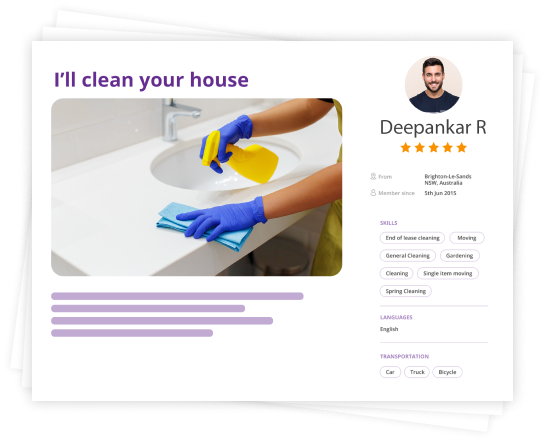 I’ll clean your house
Deepankar R
From
Brighton-Le-Sands
NSW, Australia
Member since
5th Jun 2015
SKILLS
End of lease cleaning
Moving
General Cleaning
Gardening
Cleaning
Single item moving
Spring Cleaning
LANGUAGES
English
TRANSPORTATION
Car
Truck
Bicycle